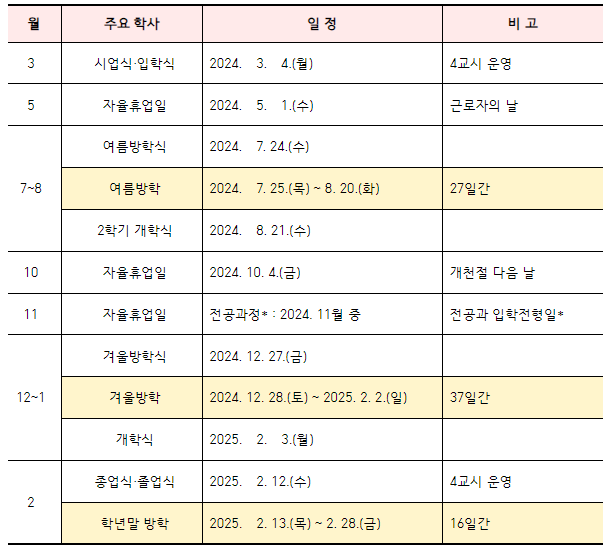 월 주요 학사 일 정 비 고
3 시업식·입학식 2024. 3. 4.(월) 4교시 운영
5 자율휴업일 2024. 5. 1.(수) 근로자의 날
여름방학식 2024. 7. 24.(수)
7~8 여름방학 2024. 7. 25.(목) ~ 8. 20.(화) 27일간
2학기 개학식 2024. 8. 21.(수)
10 자율휴업일 2024. 10. 4.(금) 개천절 다음 날
11 자율휴업일 전공과정* : 2024. 11월 중 전공과 입학전형일*
겨울방학식 2024. 12. 27.(금)
12~1 겨울방학 2024. 12. 28.(토) ~ 2025. 2. 2.(일) 37일간
개학식 2025. 2. 3.(월)
2 종업식·졸업식 2025. 2. 12.(수) 4교시 운영
학년말 방학 2025. 2. 13.(목) ~ 2. 28.(금) 16일간